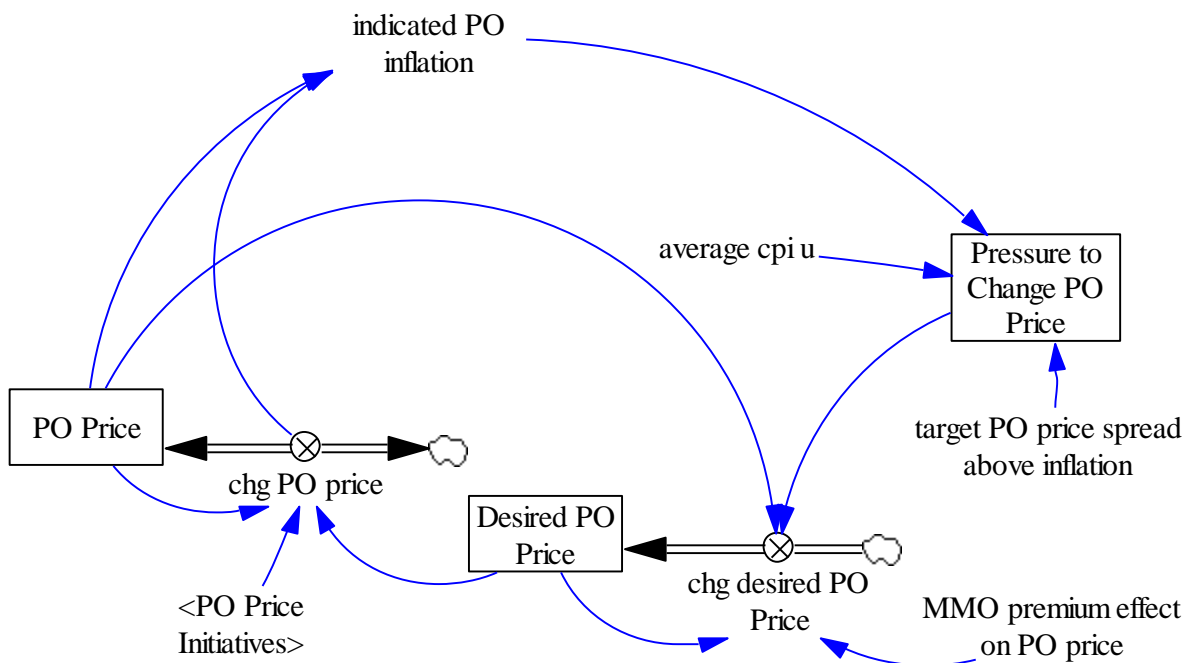 indicated PO
inflation
average cpi u
Pressure to
Change PO
Price
PO Price
target PO price spread
above inflation
chg PO price
Desired PO
Price
chg desired PO
Price
<PO Price
Initiatives>
MMO premium effect
on PO price